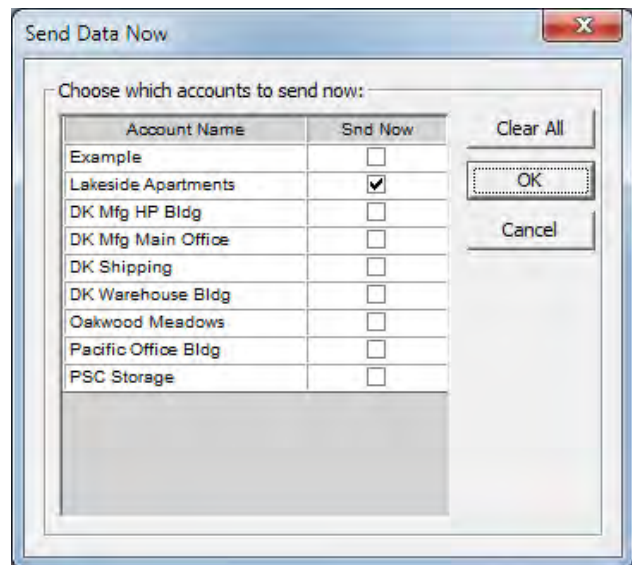 Send Data Now
Choose which accounts to send now:
Account Name Snd Now
Example
Lakeside Apartments
DK Mfg HP Bldg
DK Mfg Main Office
DK Shipping
DK Warehouse Bldg
Oakwood Meadows
Pacific Office Bldg
PSC Storage
Clear All
OK
Cancel